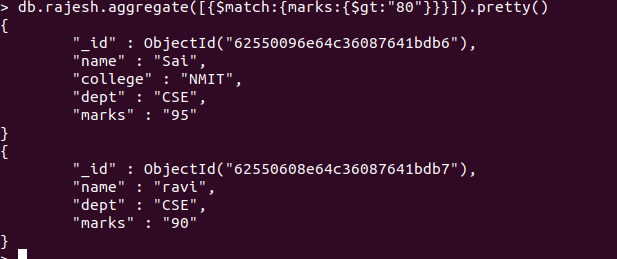 > db.rajesh.aggregate([{$match:{marks:{$gt:"80"}}}]).pretty()
{
        "_id" : ObjectId("62550096e64c36087641bdb6"),
        "name" : "Sai",
        "college" : "NMIT",
        "dept" : "CSE",
        "marks" : "95"
}
{
        "_id" : ObjectId("62550608e64c36087641bdb7"),
        "name" : "ravi",
        "dept" : "CSE",
        "marks" : "90"
}
>